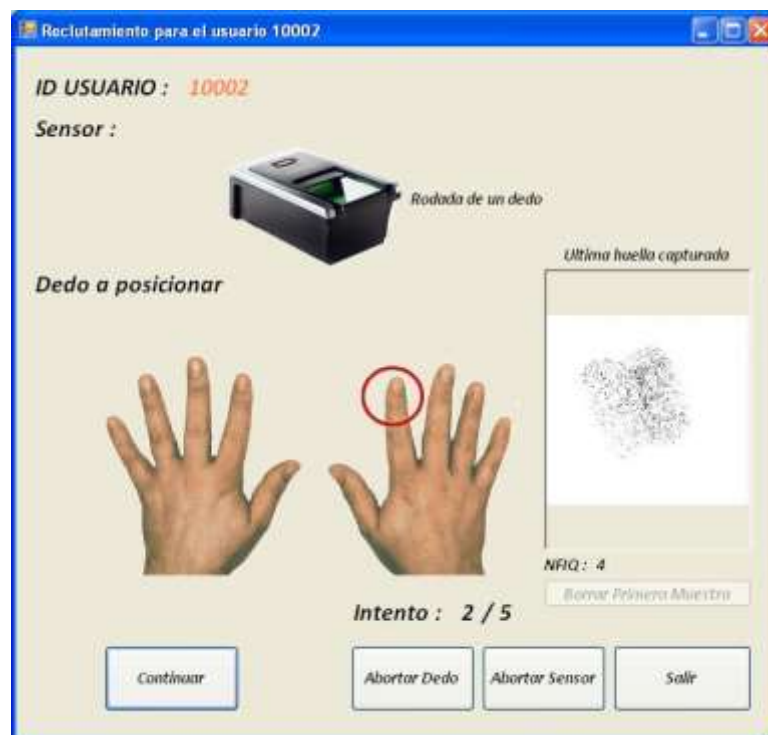 Reclutamiento para el usuario 10002
ID USUARIO : 10002
Sensor :
Rodada de un dedo
Ultima huella capturada
Dedo a posicionar
NFIQ : 4
Borrar Primera Muestra
Intento : 2 / 5
Continuar
Abortar Dedo
Abortar Sensor
Salir